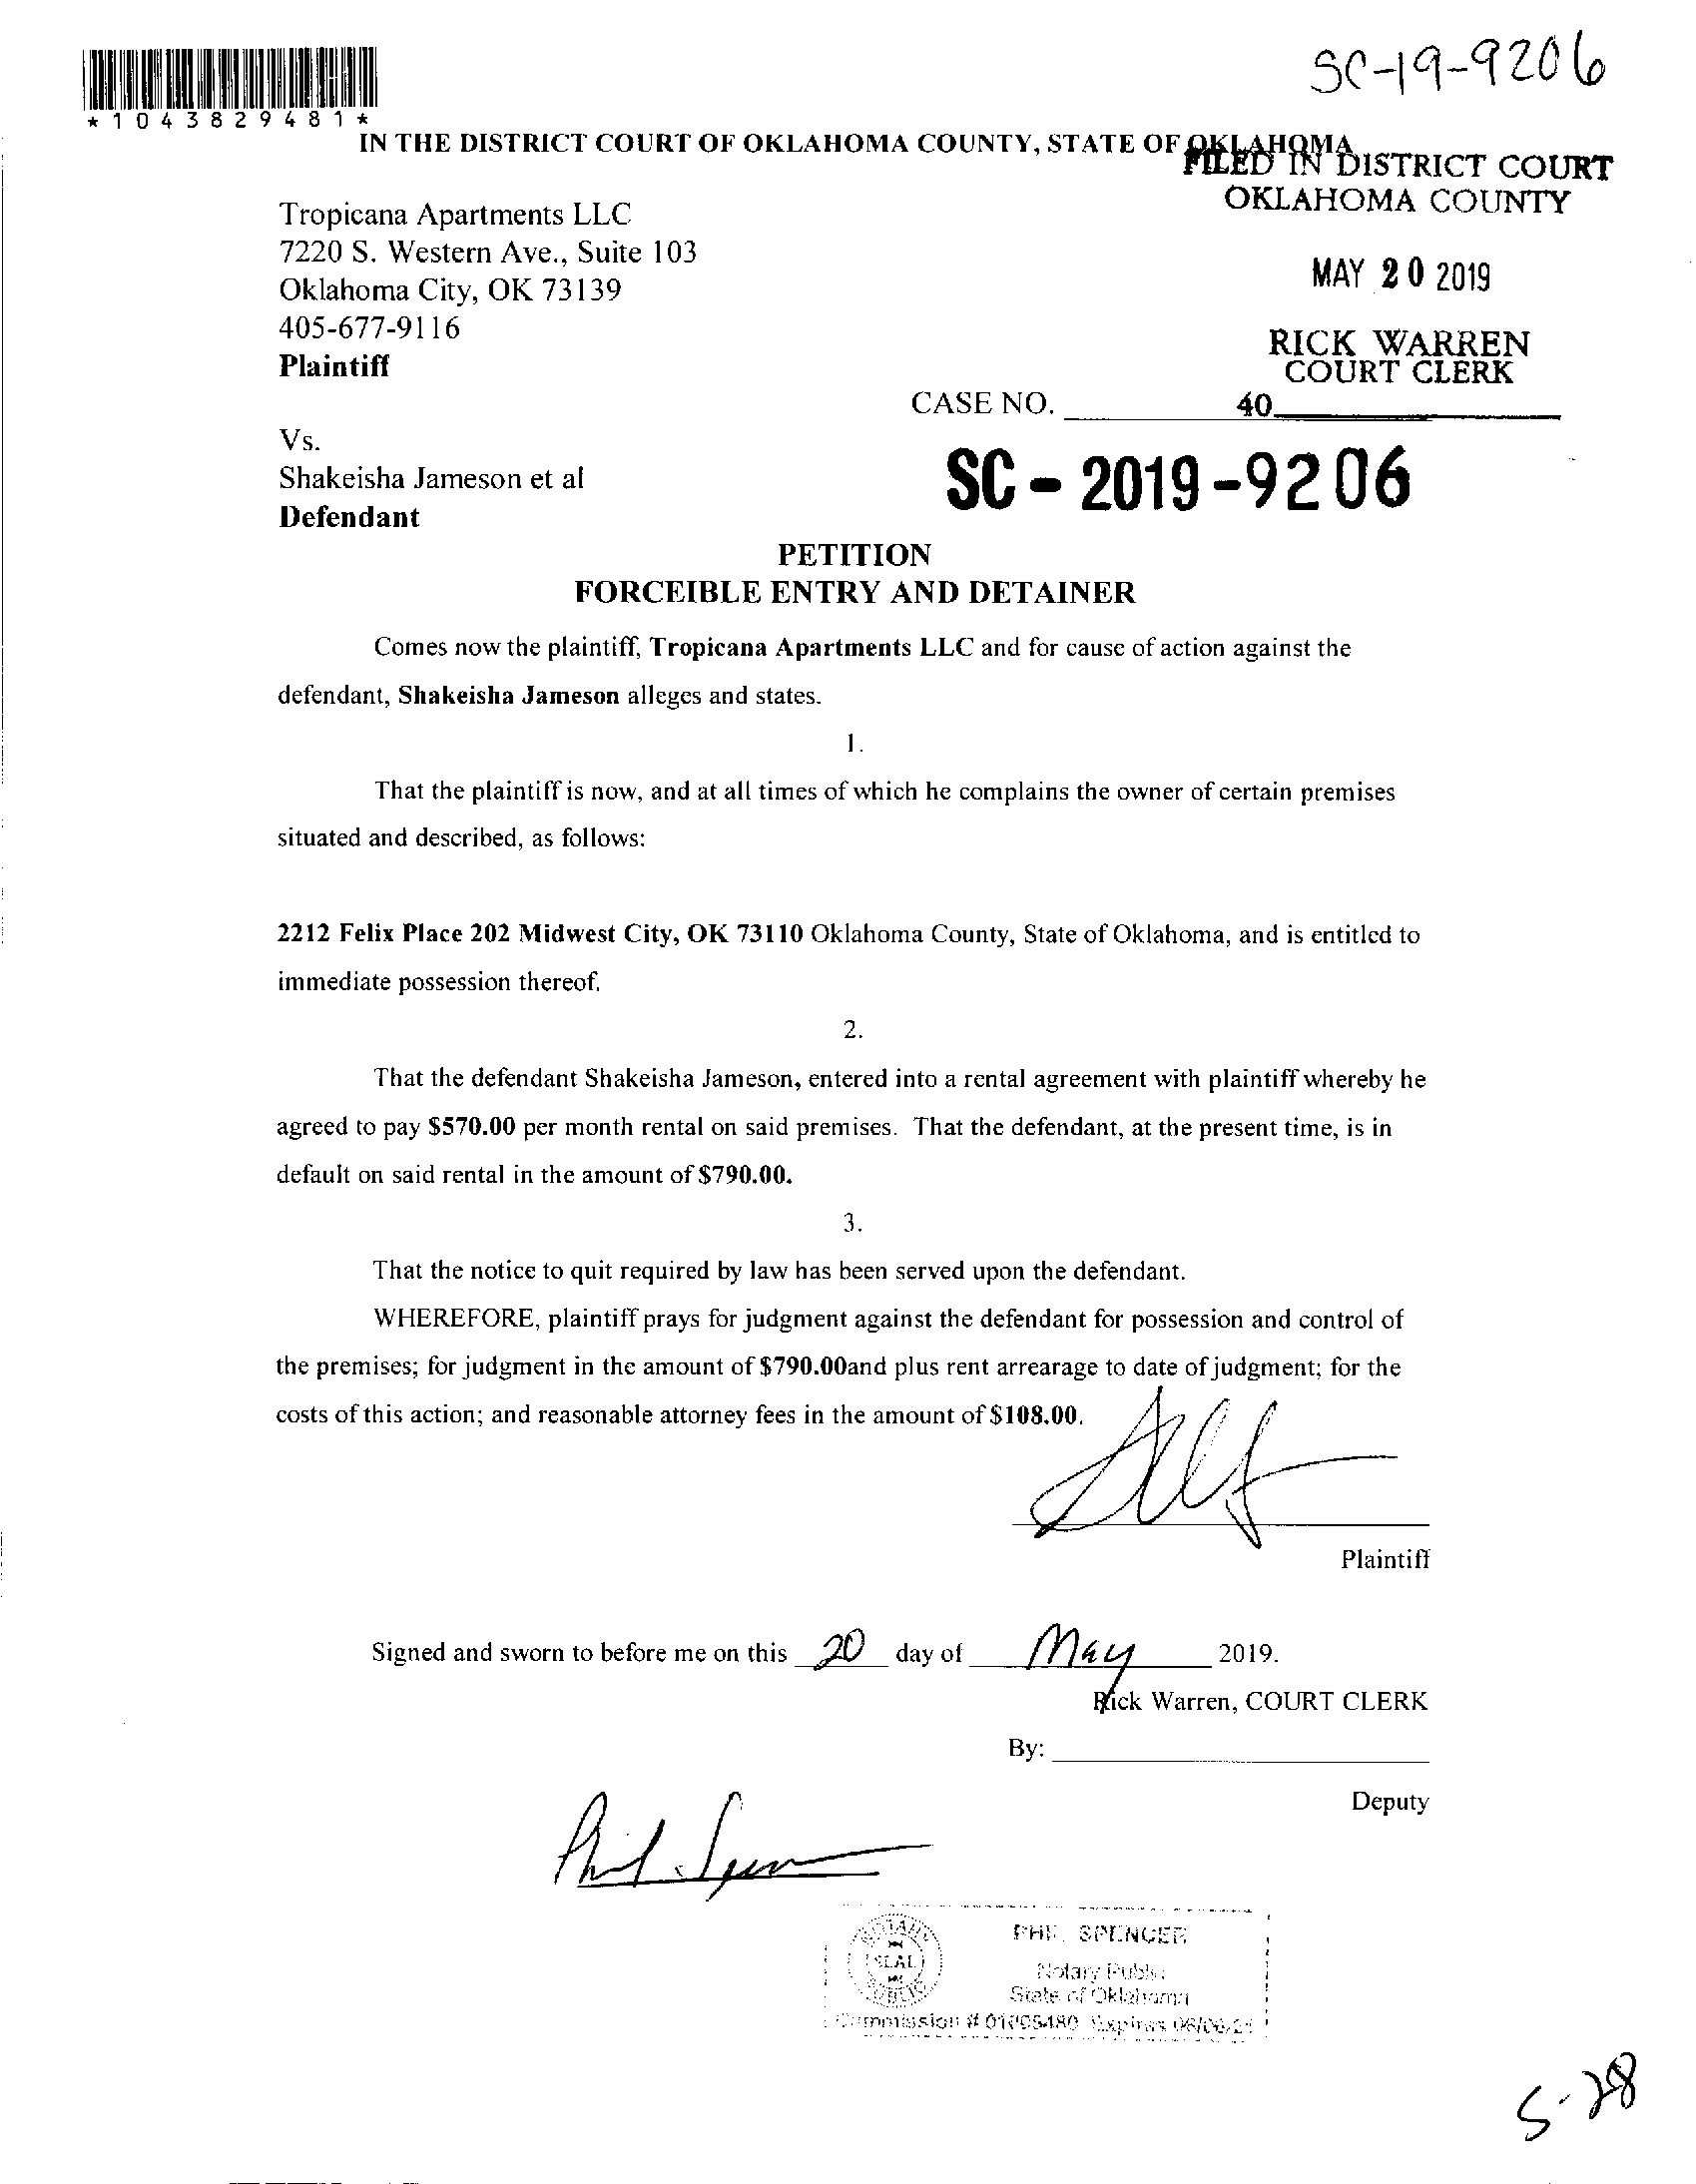 SC-19-9206
*1043829481*
IN THE DISTRICT COURT OF OKLAHOMA COUNTY, STATE OF OKLAHOMA
FILED IN DISTRICT COURT
OKLAHOMA COUNTY
Tropicana Apartments LLC
7220 S. Western Ave., Suite 103
MAY 20 2019
Oklahoma City, OK 73139
405-677-9116
RICK WARREN
COURT CLERK
Plaintiff
CASE NO. 40
Vs.
Shakeisha Jameson et al
SC - 2019 - 9206
Defendant
PETITION
FORCEIBLE ENTRY AND DETAINER
Comes now the plaintiff, Tropicana Apartments LLC and for cause of action against the
defendant, Shakeisha Jameson alleges and states.
1.
That the plaintiff is now, and at all times of which he complains the owner of certain premises
situated and described, as follows:
2212 Felix Place 202 Midwest City, OK 73110 Oklahoma County, State of Oklahoma, and is entitled to
immediate possession thereof.
2.
That the defendant Shakeisha Jameson, entered into a rental agreement with plaintiff whereby he
agreed to pay $570.00 per month rental on said premises. That the defendant, at the present time, is in
default on said rental in the amount of $790.00.
3.
That the notice to quit required by law has been served upon the defendant.
WHEREFORE, plaintiff prays for judgment against the defendant for possession and control of
the premises; for judgment in the amount of $790.00and plus rent arrearage to date of judgment; for the
costs of this action; and reasonable attorney fees in the amount of $108.00.
Plaintiff
Signed and sworn to before me on this 20 day of May 2019.
Rick Warren, COURT CLERK
By:
Deputy
Phil Spencer
PHIL SPENCER
NOTARY
SEAL
PUBLIC
Notary Public
State of Oklahoma
Commission # 01005480 Expires 06/06/21
5-28